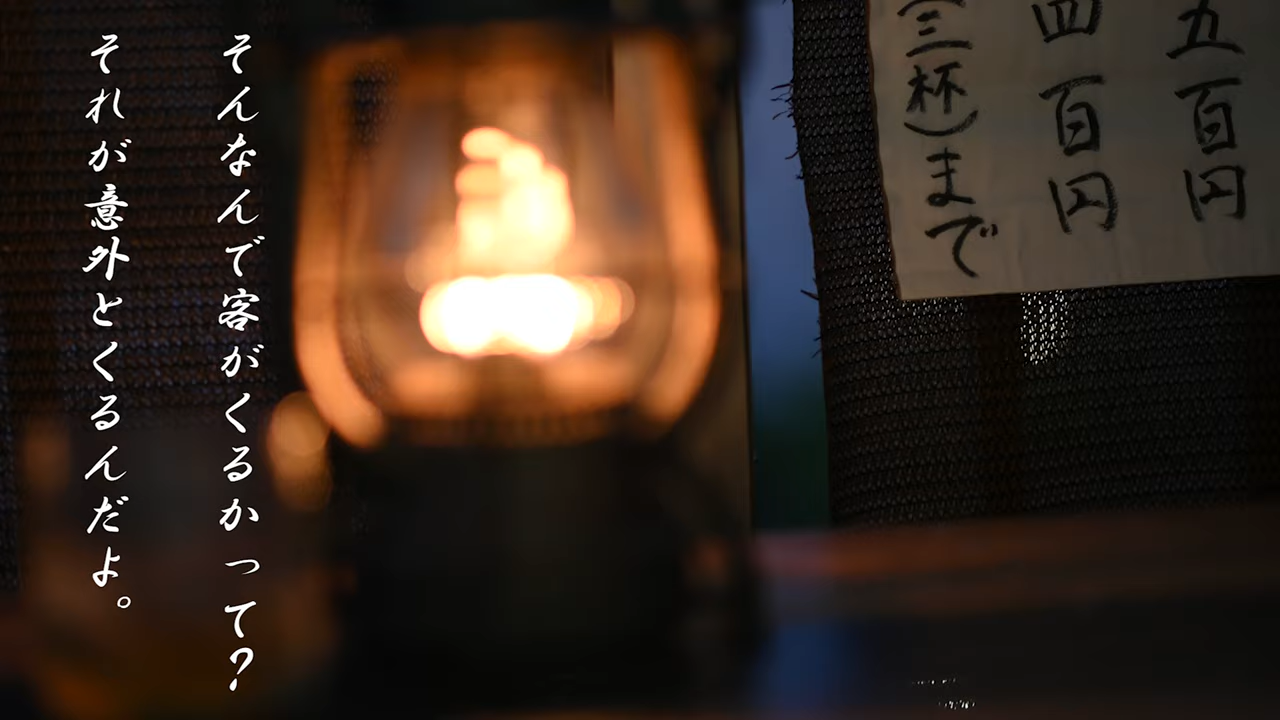 五百円
四百円
(三杯)まで
そんなんで客がくるかって?
それが意外とくるんだよ。